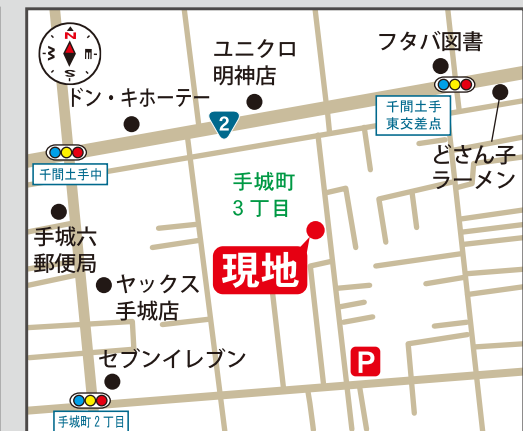 N
W
E
S
フタバ図書
ユニクロ
明神店
ドン・キホーテー
2
千間土手
東交差点
どさん子
ラーメン
千間土手中
手城町
3丁目
手城六
郵便局
現地
ヤックス
手城店
セブンイレブン
P
手城町2丁目